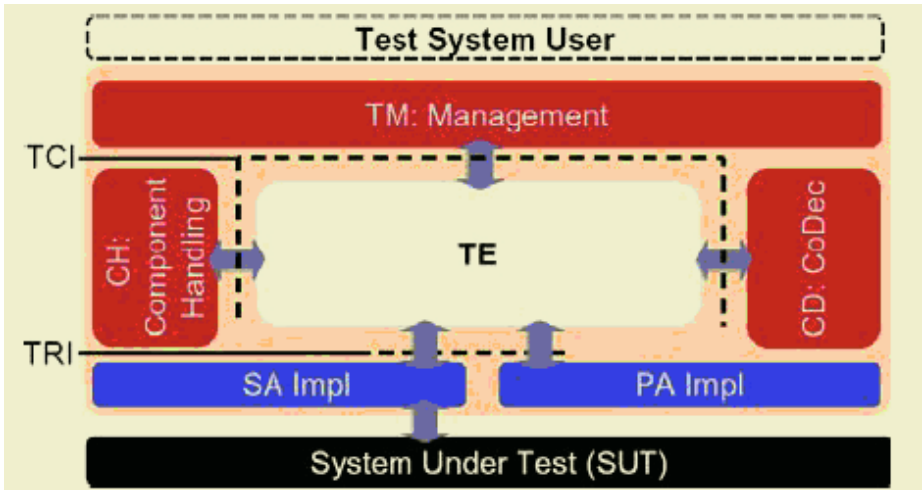 Test System User
TM: Management
TCI
CH:
Component
Handling
TE
CD: CoDec
TRI
SA Impl
PA Impl
System Under Test (SUT)